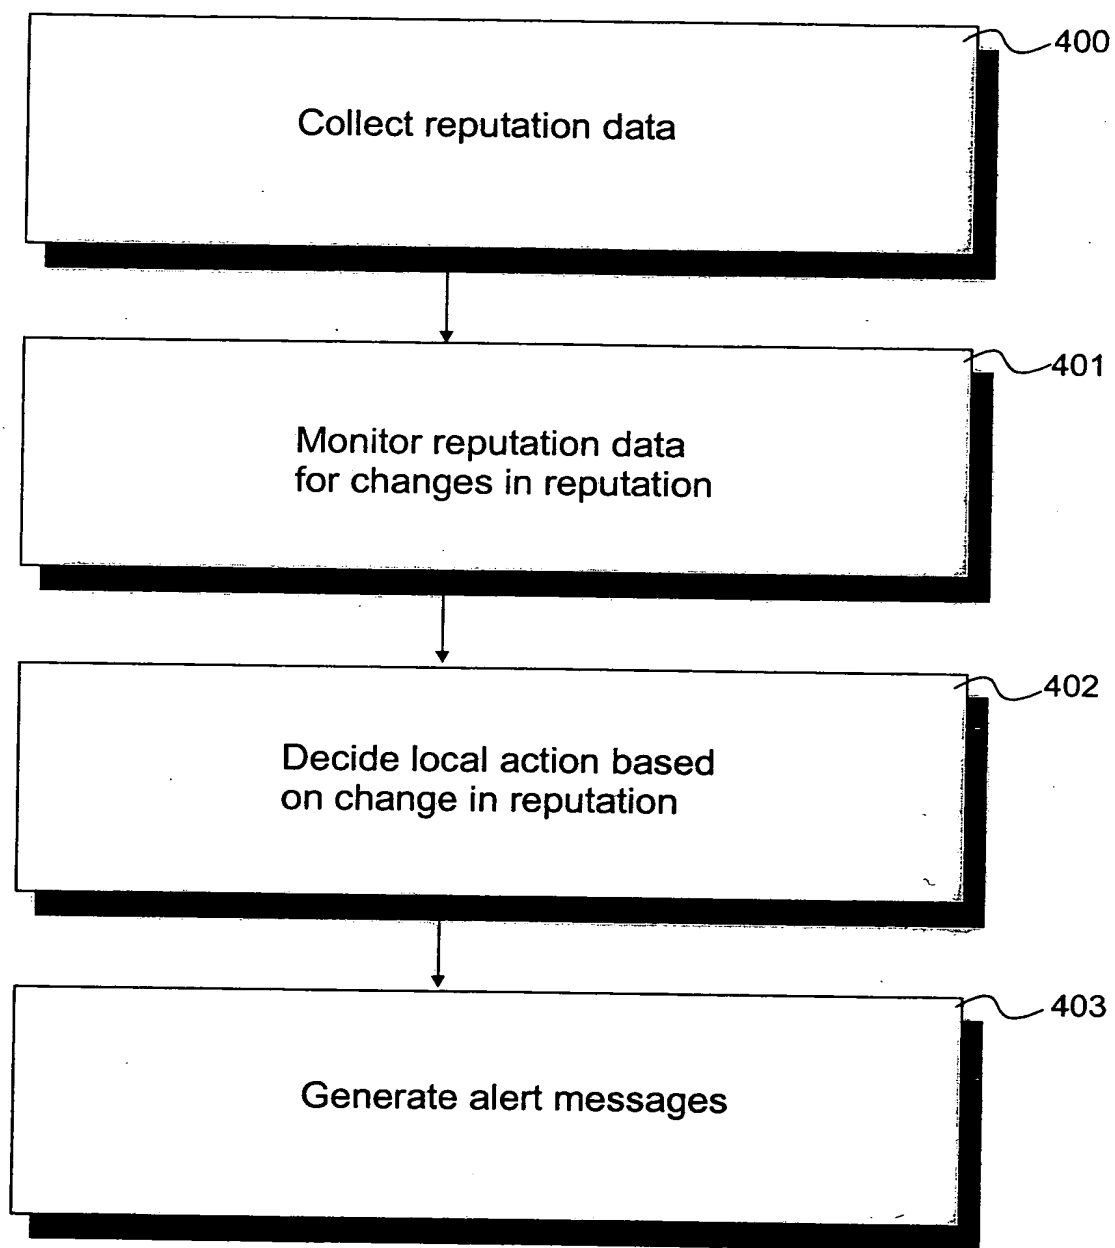 400
Collect reputation data
401
Monitor reputation data
for changes in reputation
402
Decide local action based
on change in reputation
403
Generate alert messages